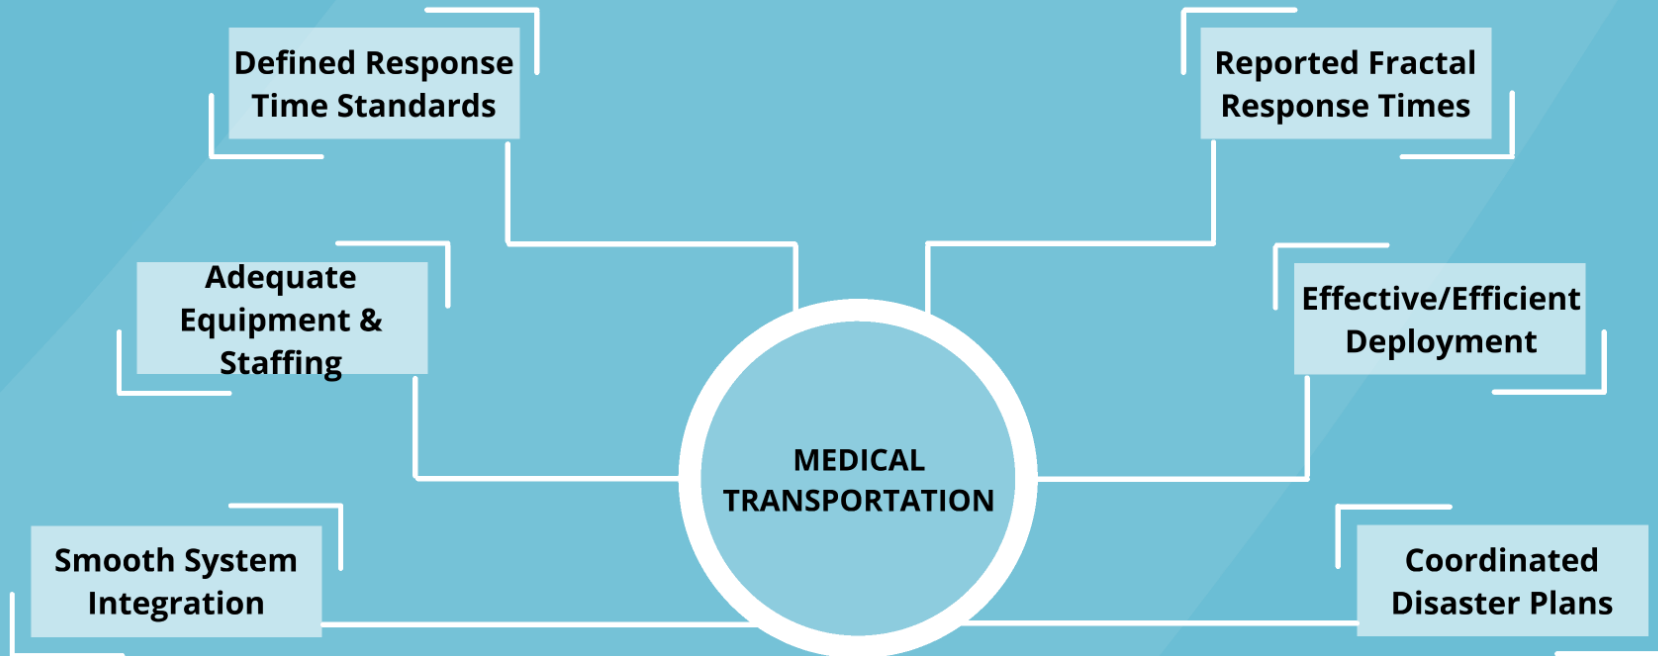 Defined Response
Time Standards
Reported Fractal
Response Times
Adequate
Equipment &
Staffing
Effective/Efficient
Deployment
MEDICAL
TRANSPORTATION
Smooth System
Integration
Coordinated
Disaster Plans